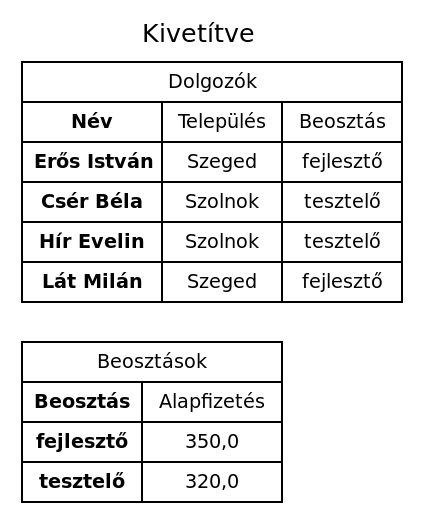 Kivetítve
Dolgozók
Név Település Beosztás
Erős István Szeged fejlesztő
Csér Béla Szolnok tesztelő
Hír Evelin Szolnok tesztelő
Lát Milán Szeged fejlesztő
Beosztások
Beosztás Alapfizetés
fejlesztő 350,0
tesztelő 320,0